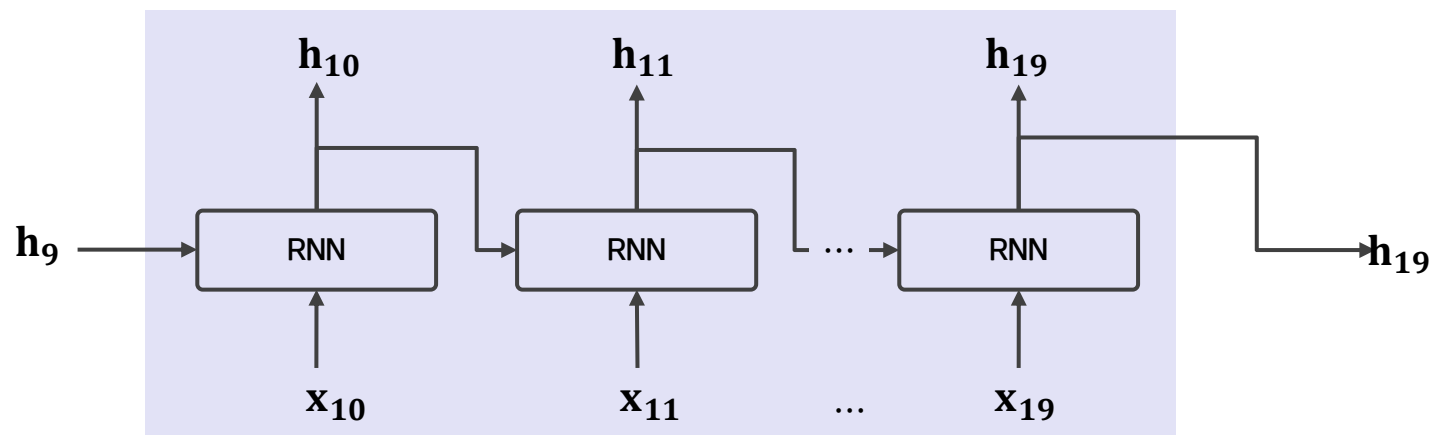 h₁₀ h₁₁ h₁₉
h₉ RNN RNN … RNN h₁₉
x₁₀ x₁₁ … x₁₉